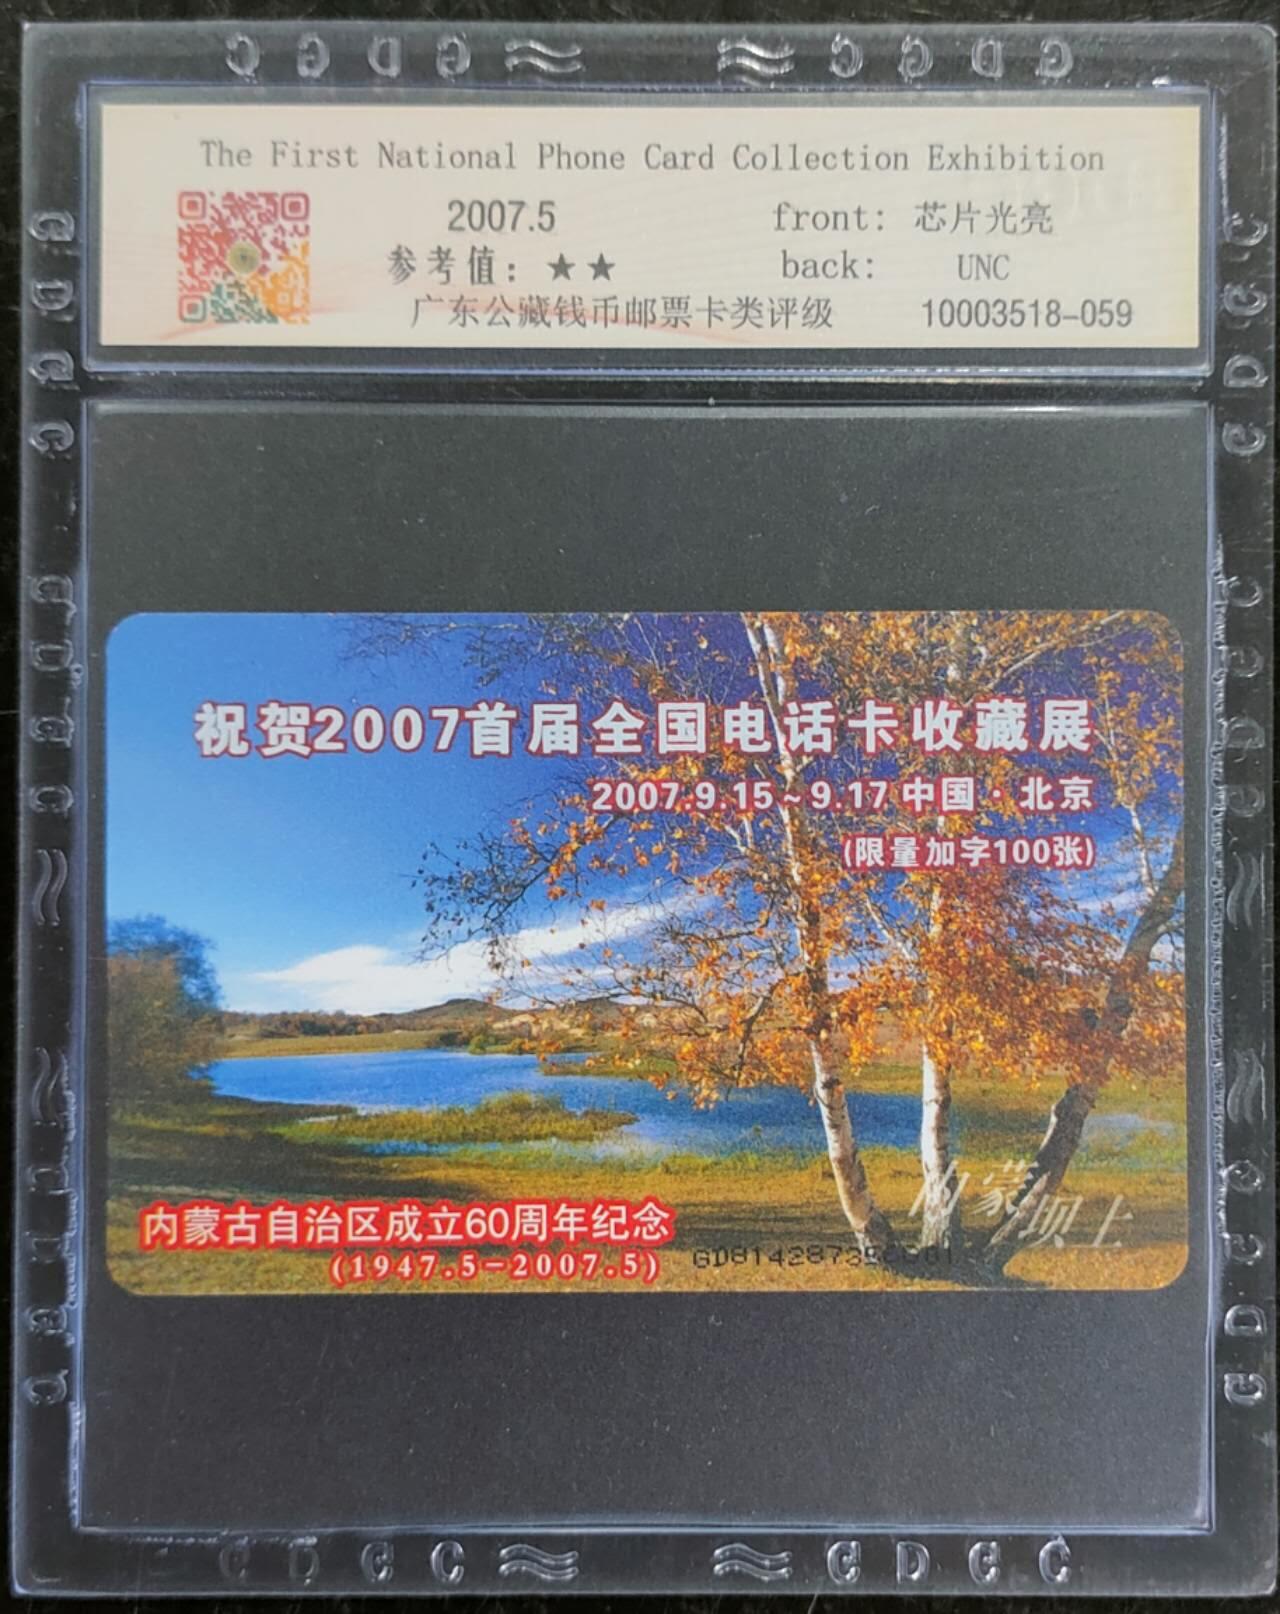 The First National Phone Card Collection Exhibition
2007.5 front: 芯片光亮
参考值：★★ back: UNC
广东公藏钱币邮票卡类评级 10003518-059
祝贺2007首届全国电话卡收藏展
2007.9.15~9.17 中国·北京
(限量加字100张)
内蒙坝上
内蒙古自治区成立60周年纪念
(1947.5-2007.5)